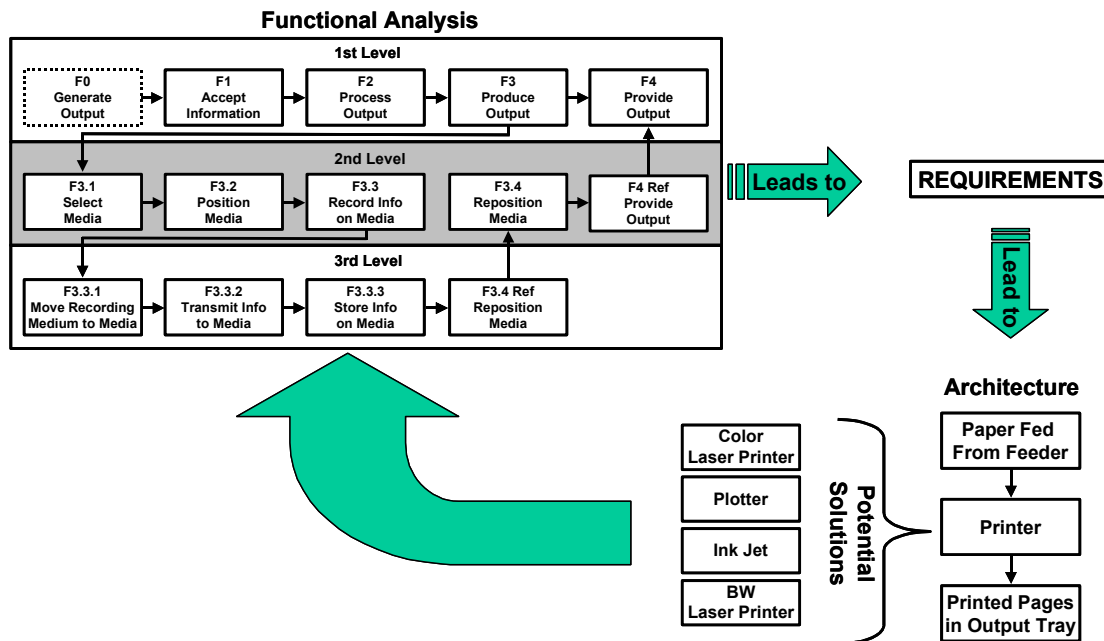 Functional Analysis
1st Level
F0
Generate
Output
F1
Accept
Information
F2
Process
Output
F3
Produce
Output
F4
Provide
Output
2nd Level
F3.1
Select
Media
F3.2
Position
Media
F3.3
Record Info
on Media
F3.4
Reposition
Media
F4 Ref
Provide
Output
3rd Level
F3.3.1
Move Recording
Medium to Media
F3.3.2
Transmit Info
to Media
F3.3.3
Store Info
on Media
F3.4 Ref
Reposition
Media
Leads to
REQUIREMENTS
Lead to
Architecture
Paper Fed
From Feeder
Printer
Printed Pages
in Output Tray
Potential
Solutions
Color
Laser Printer
Plotter
Ink Jet
BW
Laser Printer